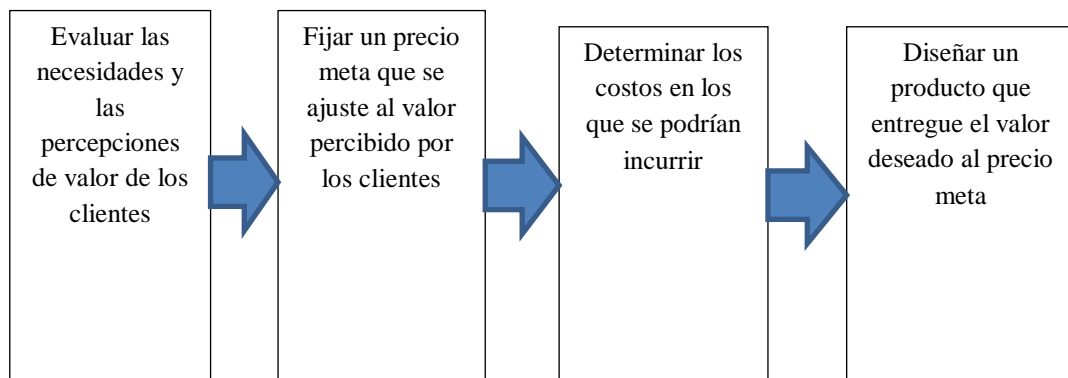 Evaluar las
necesidades y
las
percepciones
de valor de los
clientes
Fijar un precio
meta que se
ajuste al valor
percibido por
los clientes
Determinar los
costos en los
que se podrían
incurrir
Diseñar un
producto que
entregue el valor
deseado al precio
meta